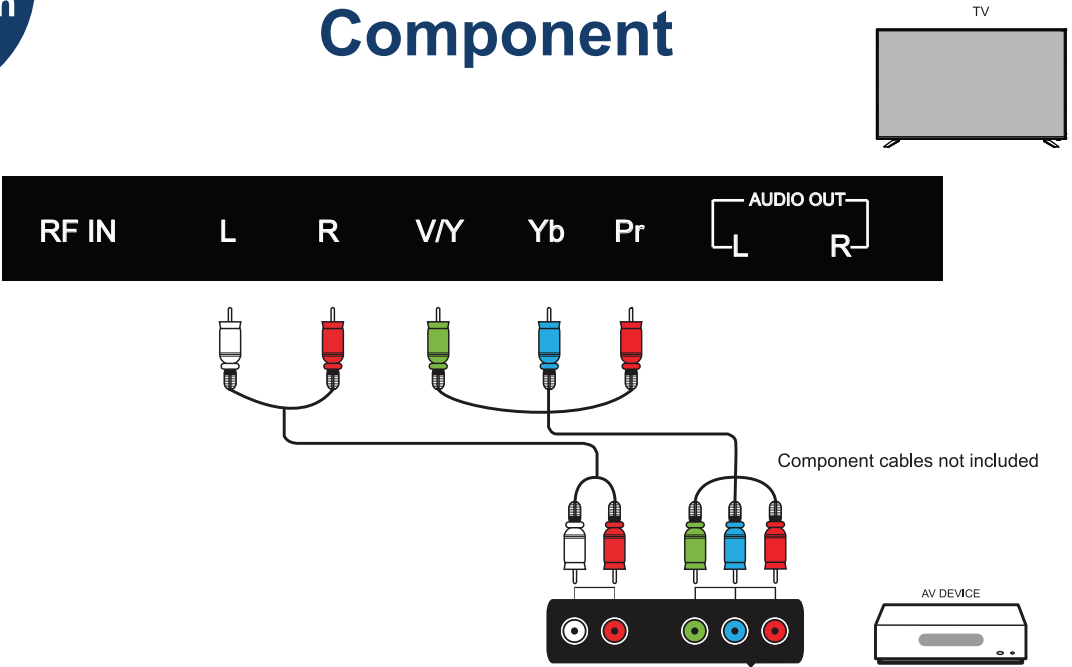 Component
TV
RF IN L R V/Y Yb Pr AUDIO OUT
L R
Component cables not included
AV DEVICE